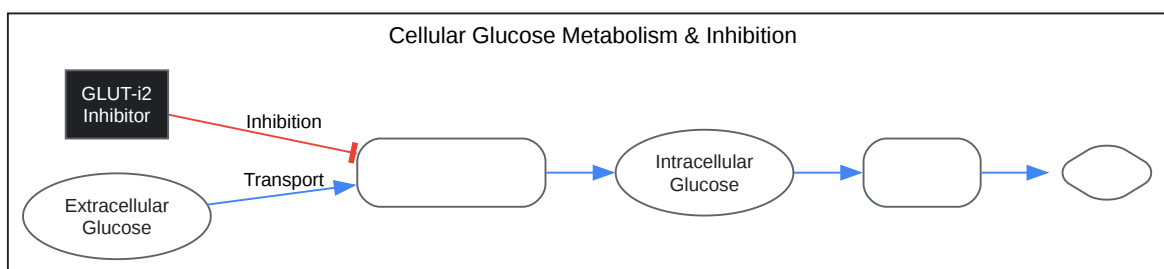 Cellular Glucose Metabolism & Inhibition
GLUT-i2
Inhibitor
Inhibition
Transport
Extracellular
Glucose
Intracellular
Glucose